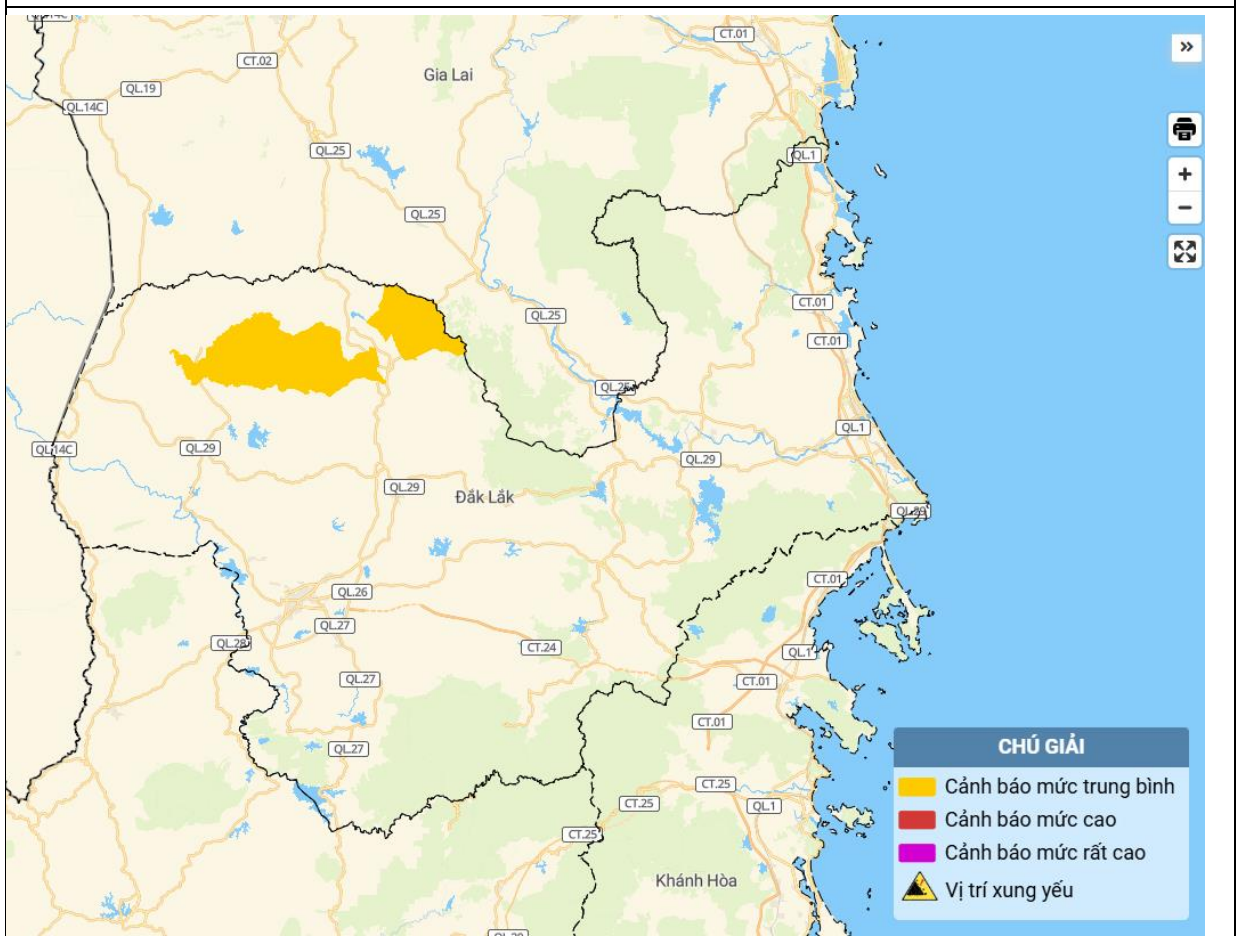 CT.01
CT.02
Gia Lai
QL.19
QL.14C
QL.25
QL.1
QL.25
CT.01
QL.25
CT.01
QL.25
QL.1
QL.14C
QL.29
QL.29
QL.29
Đắk Lắk
QL.29
CT.01
QL.26
QL.27
QL.28
CT.24
QL.1
QL.27
CT.01
CT.01
QL.27
CHÚ GIẢI
CT.25
Cảnh báo mức trung bình
CT.25
QL.1
Cảnh báo mức cao
CT.25
Cảnh báo mức rất cao
Khánh Hòa
Vị trí xung yếu